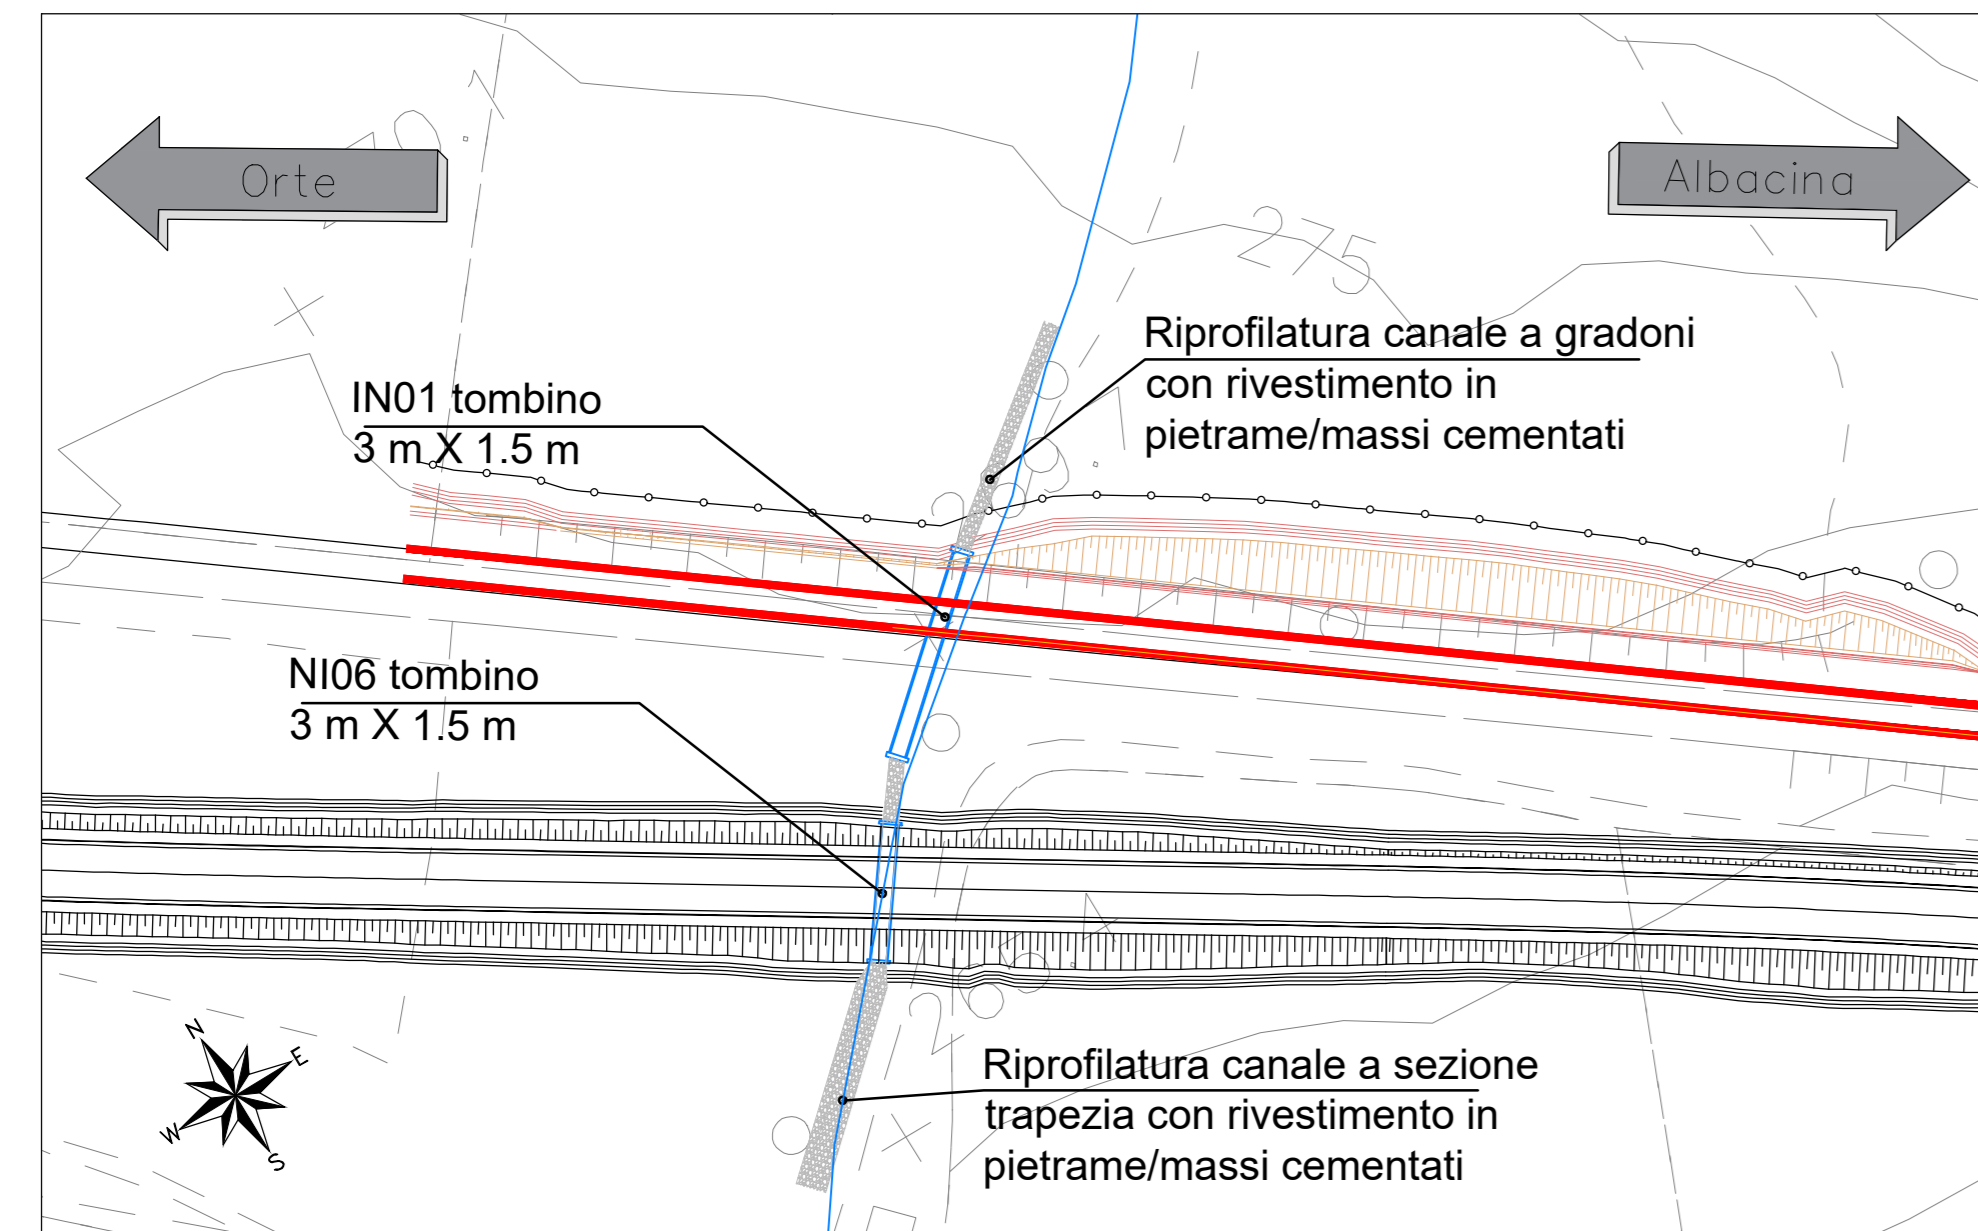 Orte
Albacina
275
Riprofilatura canale a gradoni
con rivestimento in
pietrame/massi cementati
IN01 tombino
3 m X 1.5 m
NI06 tombino
3 m X 1.5 m
N
E
W
S
Riprofilatura canale a sezione
trapezia con rivestimento in
pietrame/massi cementati